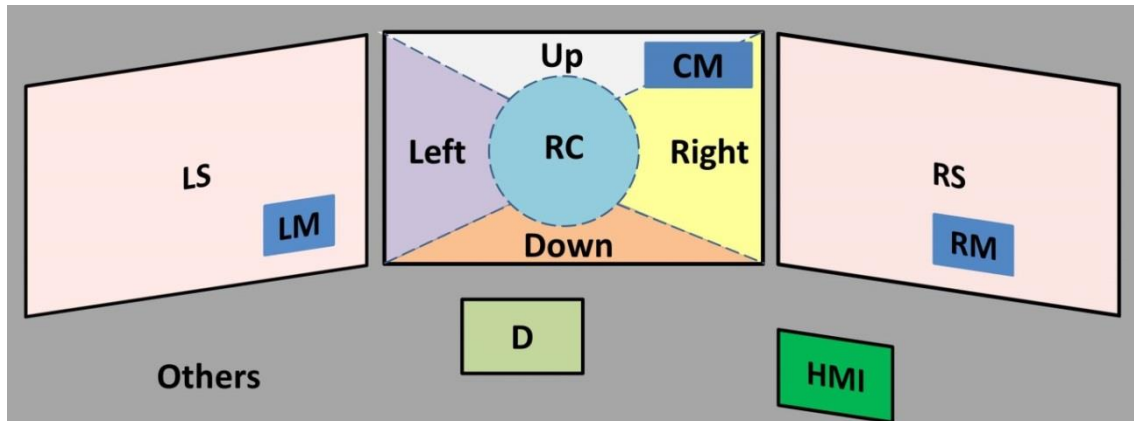 Up
CM
Left
RC
Right
LS
RS
LM
RM
Down
D
Others
HMI